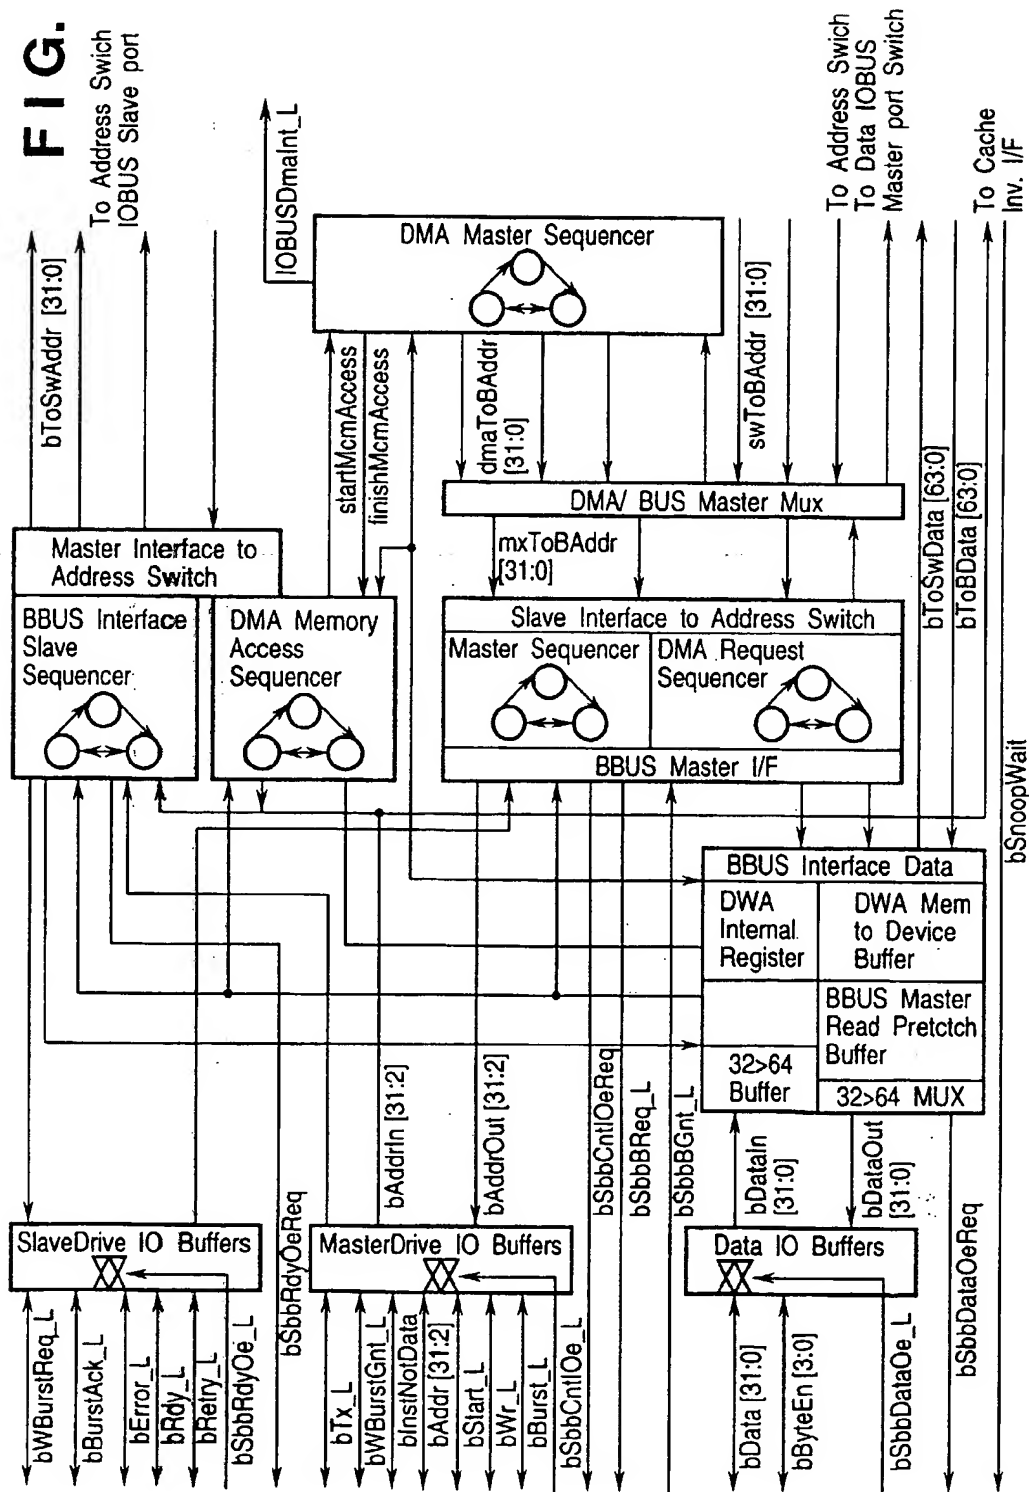 FIG.
To Address Swich
IOBUS Slave port
bToSwAddr [31:0]
IOBUSDmaInt_L
DMA Master Sequencer
To Address Swich
To Data IOBUS
Master port Switch
To Cache
Inv. I/F
startMcmAccess
finishMcmAccess
dmaToBAddr
[31:0]
swToBAddr [31:0]
DMA/ BUS Master Mux
mxToBAddr
[31:0]
bToSwData [63:0]
bToBData [63:0]
Master Interface to
Address Switch
BBUS Interface
Slave
Sequencer
DMA Memory
Access
Sequencer
Slave Interface to Address Switch
Master Sequencer
DMA Request
Sequencer
BBUS Master I/F
bSnoopWait
BBUS Interface Data
DWA
Internal
Register
DWA Mem
to Device
Buffer
BBUS Master
Read Pretctch
Buffer
32>64
Buffer
32>64 MUX
bAddrIn [31:2]
bAddrOut [31:2]
bSbbCntlOeReq
bSbbBReq_L
bSbbBGnt_L
bDataIn
[31:0]
bDataOut
[31:0]
SlaveDrive IO Buffers
bSbbRdyOeReq
MasterDrive IO Buffers
Data IO Buffers
bSbbDataOeReq
bWBurstReq_L
bBurstAck_L
bError_L
bRdy_L
bRetry_L
bSbbRdyOe_L
bTx_L
bWBurstGnt_L
bInstNotData
bAddr [31:2]
bStart_L
bWr_L
bBurst_L
bSbbCntlOe_L
bData [31:0]
bByteEn [3:0]
bSbbDataOe_L